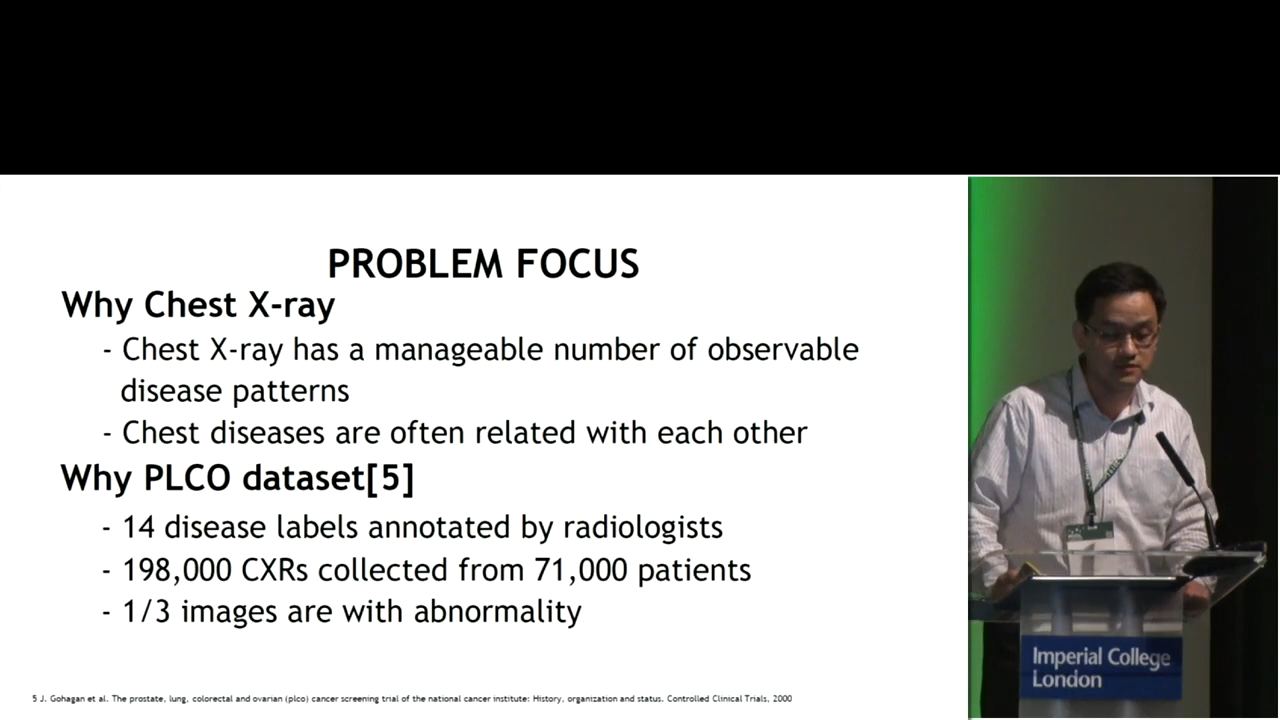 PROBLEM FOCUS
Why Chest X-ray
- Chest X-ray has a manageable number of observable
disease patterns
- Chest diseases are often related with each other
Why PLCO dataset[5]
- 14 disease labels annotated by radiologists
- 198,000 CXRs collected from 71,000 patients
- 1/3 images are with abnormality
5 J. Gohagan et al. The prostate, lung, colorectal and ovarian (plco) cancer screening trial of the national cancer institute: History, organization and status. Controlled Clinical Trials, 2000
Imperial College
London